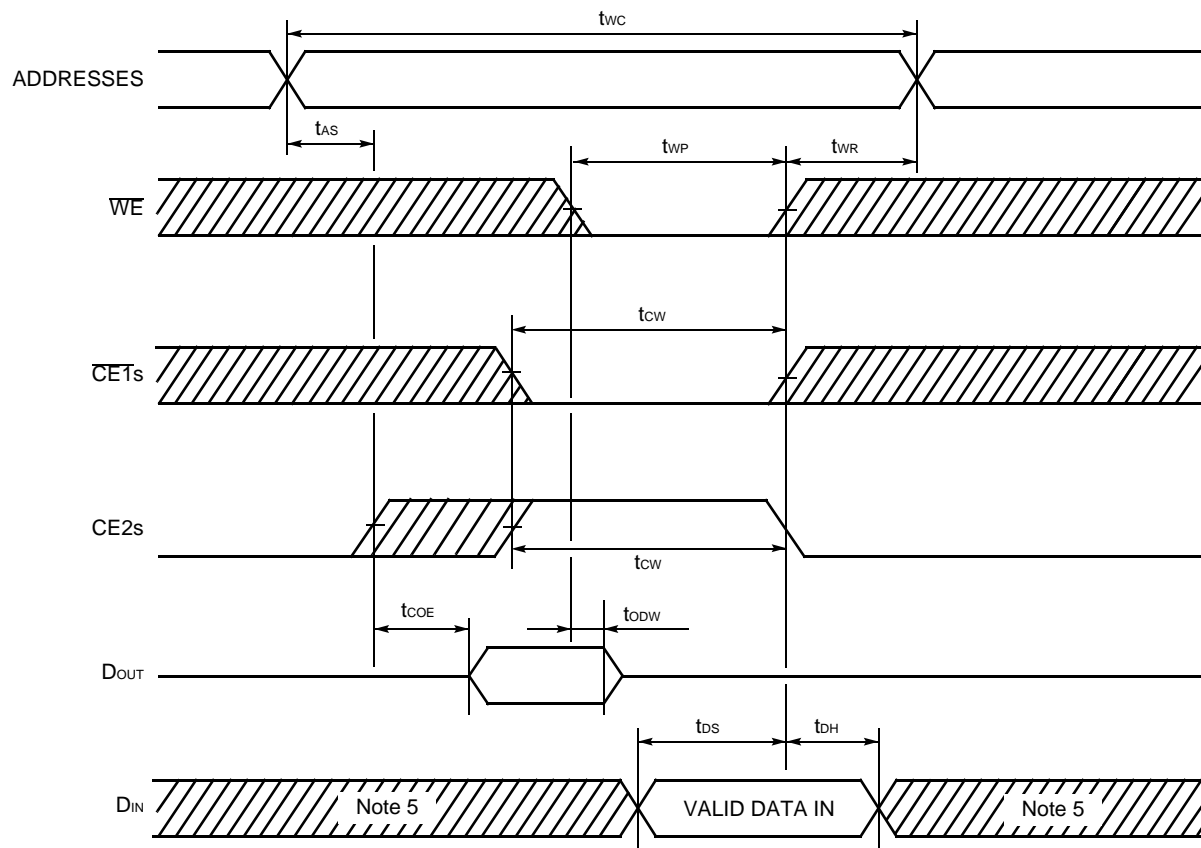 tWC
ADDRESSES
tAS
tWP
tWR
WE
tCW
CE1s
CE2s
tCW
tCOE
tODW
DOUT
tDS
tDH
DIN
Note 5
VALID DATA IN
Note 5